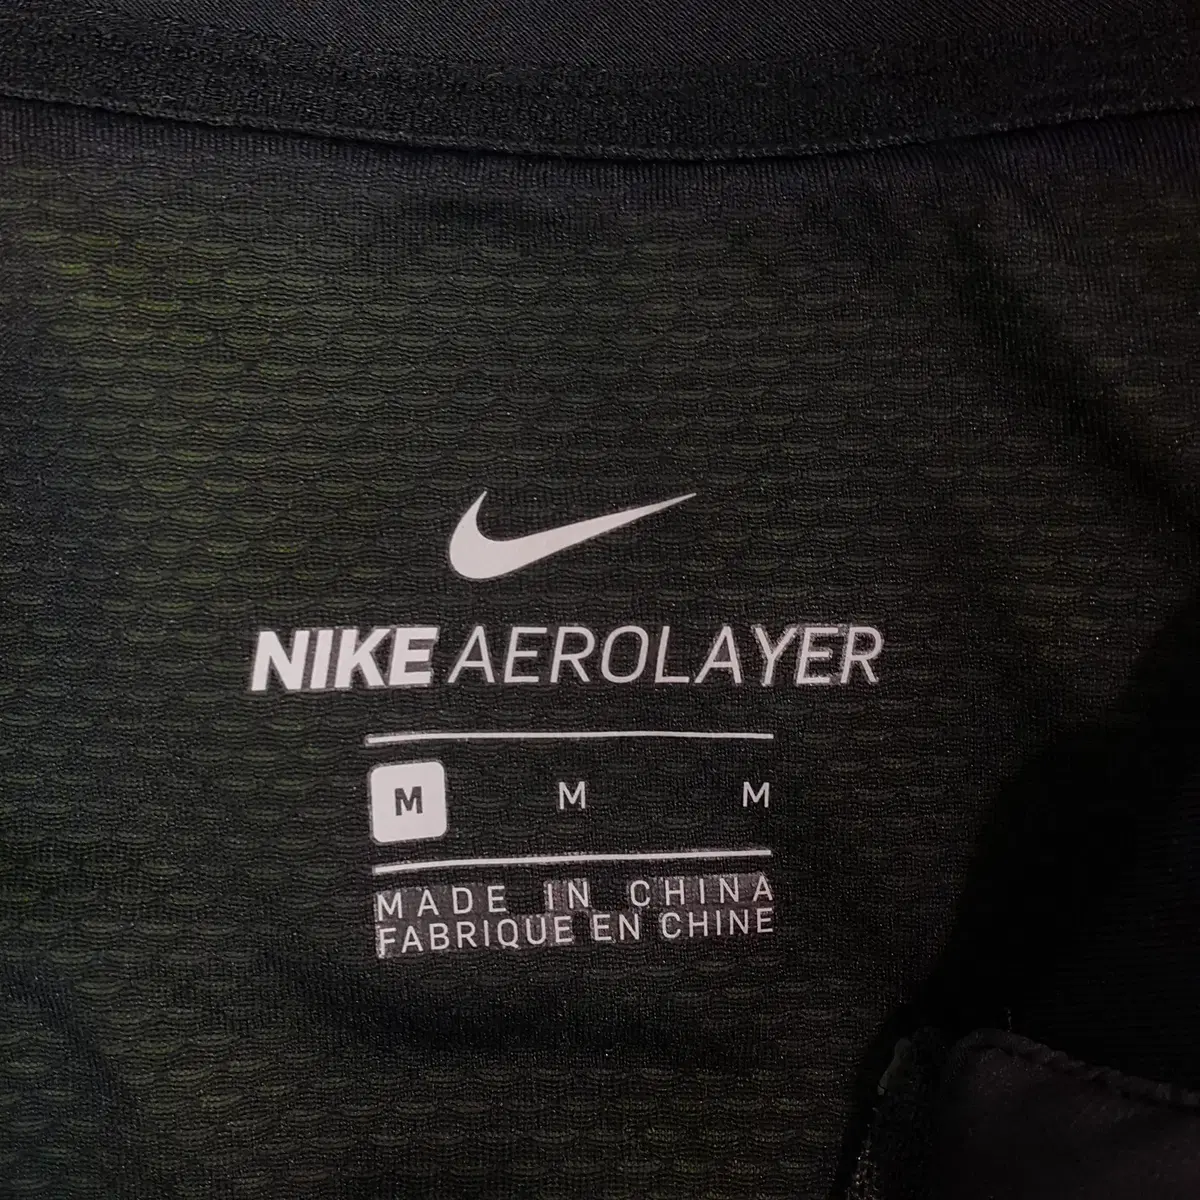 NIKE AEROLAYER
M M M
MADE IN CHINA
FABRIQUE EN CHINE